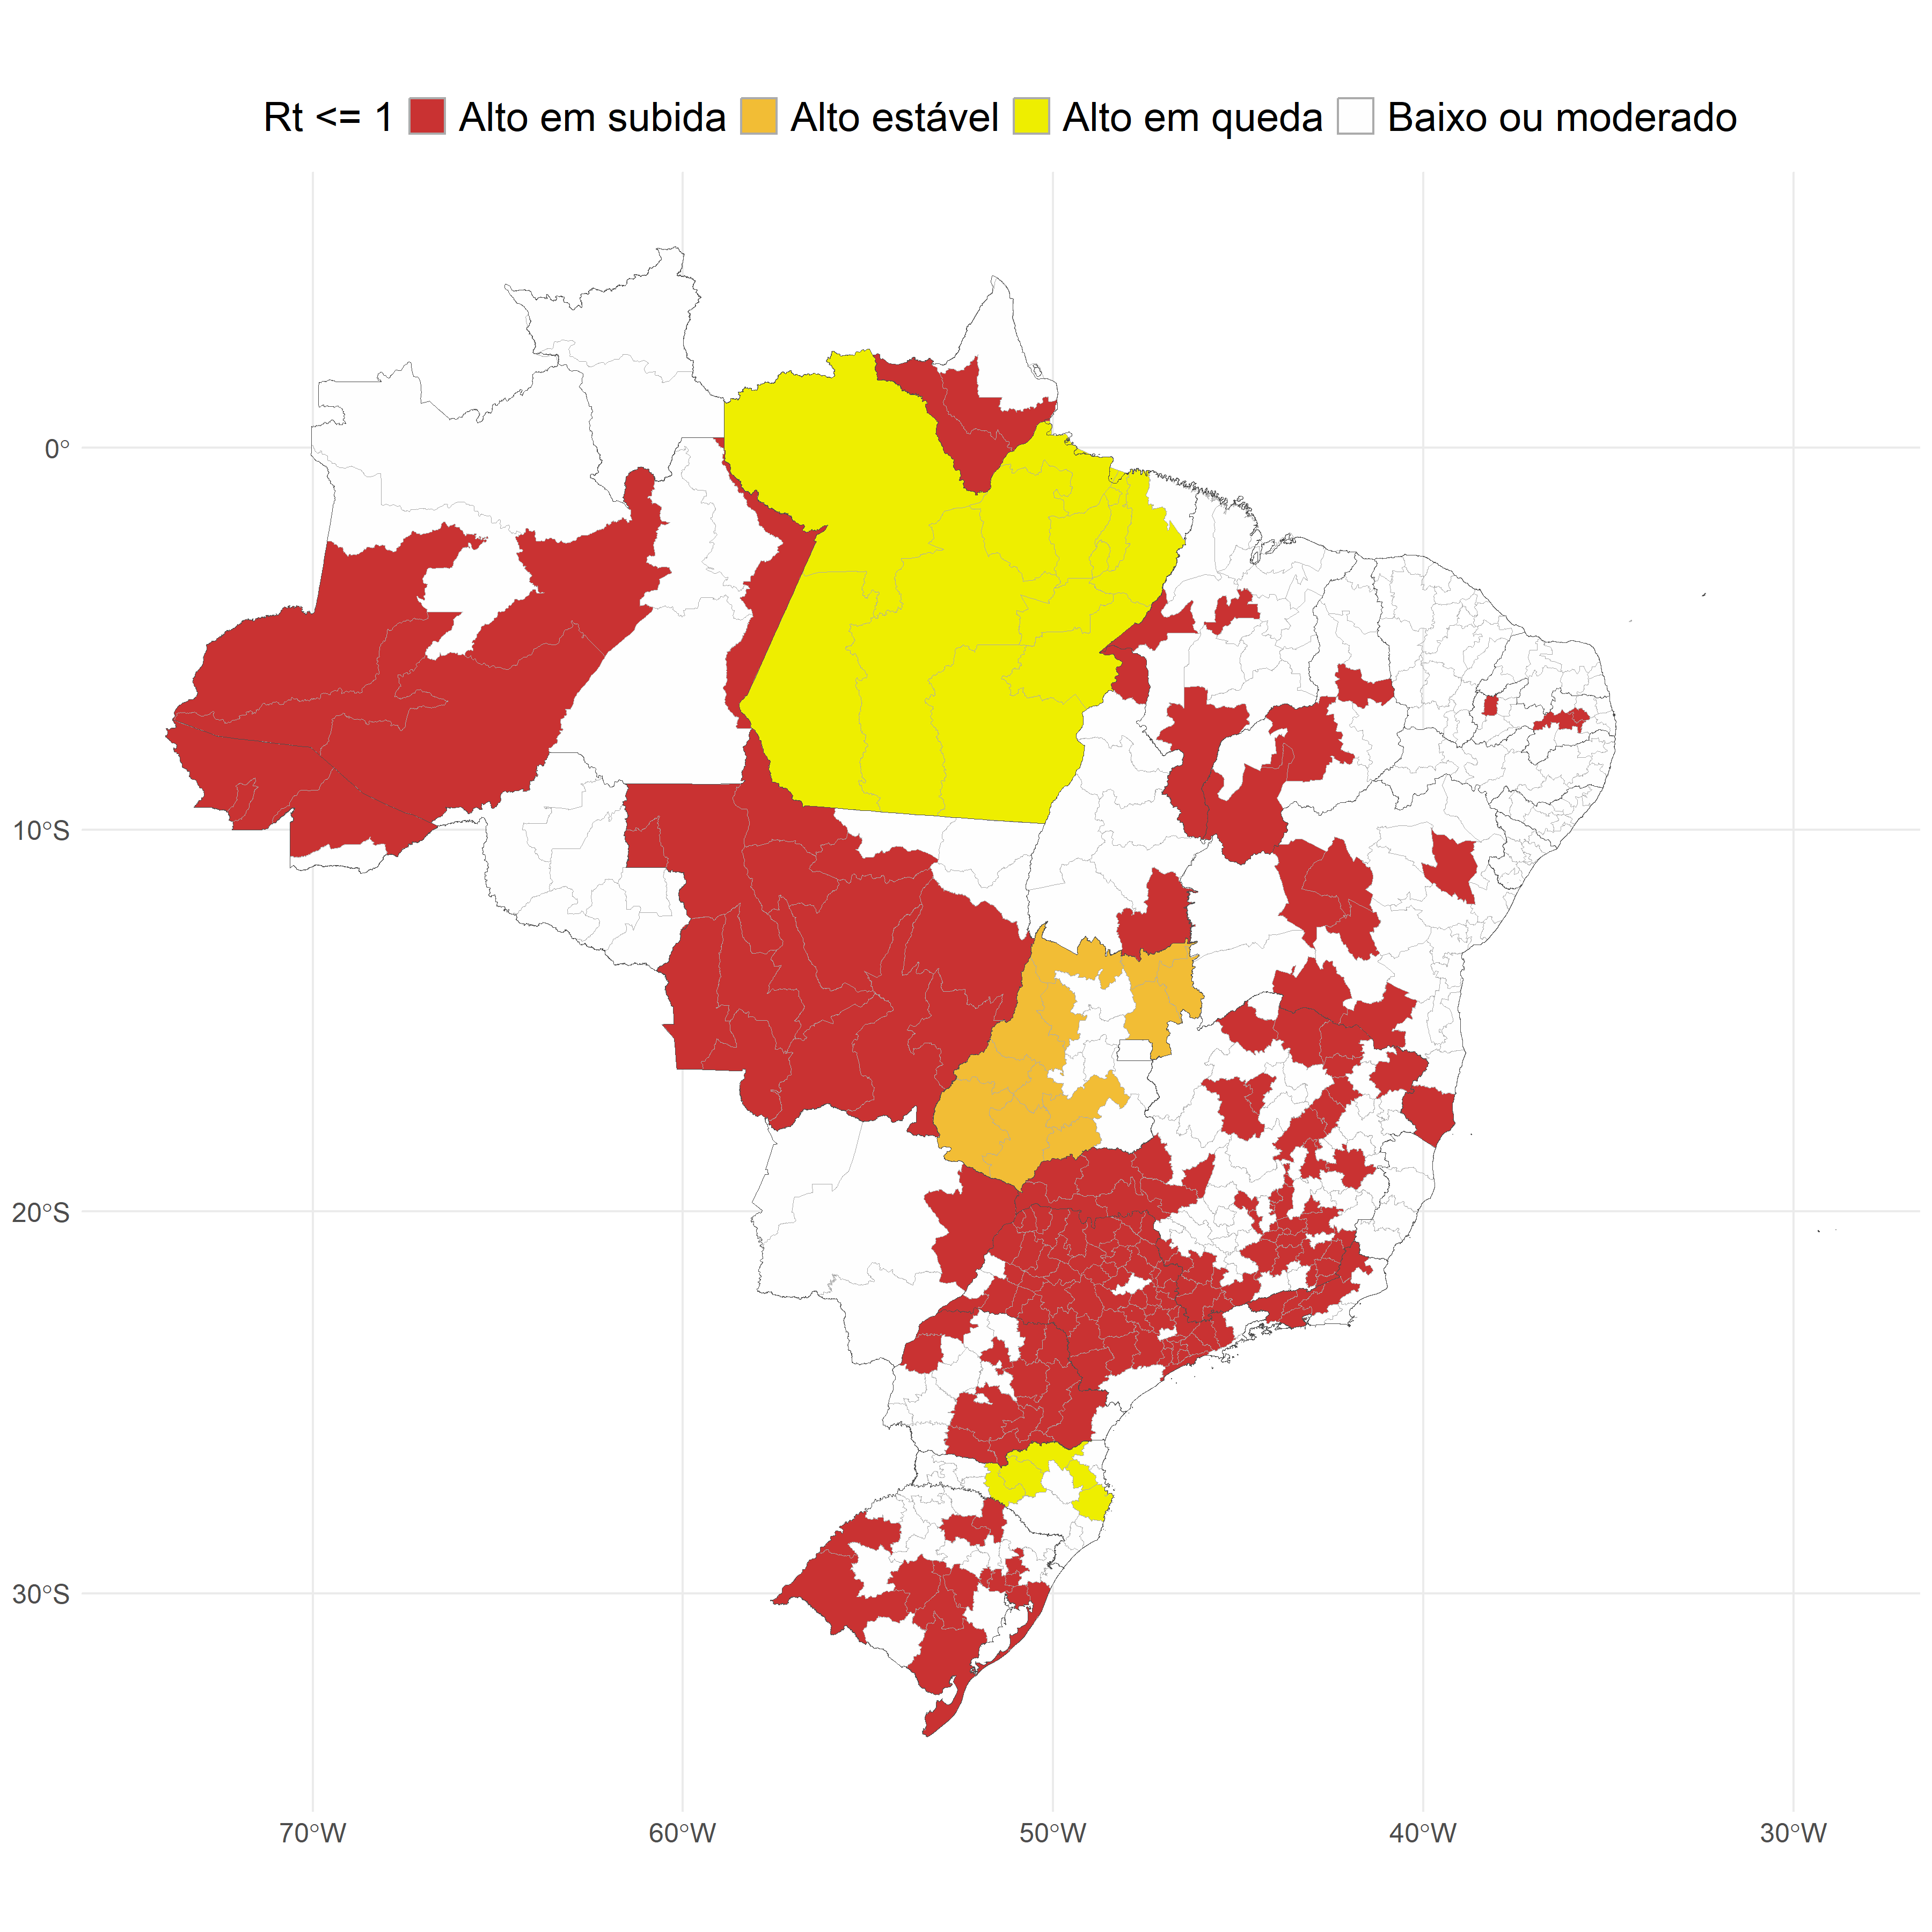 Rt <= 1 Alto em subida Alto estável Alto em queda Baixo ou moderado
0°
10°S
20°S
30°S
70°W 60°W 50°W 40°W 30°W